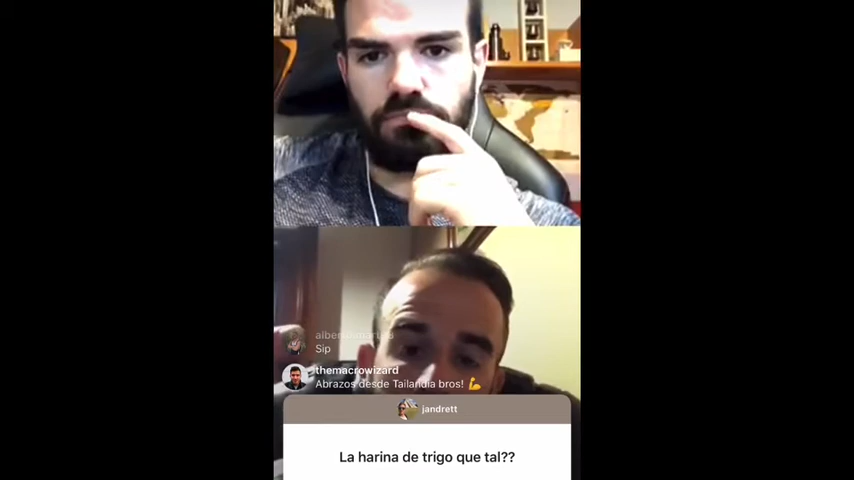 Sip
themacrowizard
Abrazos desde Tailandia bros! 💪
jandrett
La harina de trigo que tal??